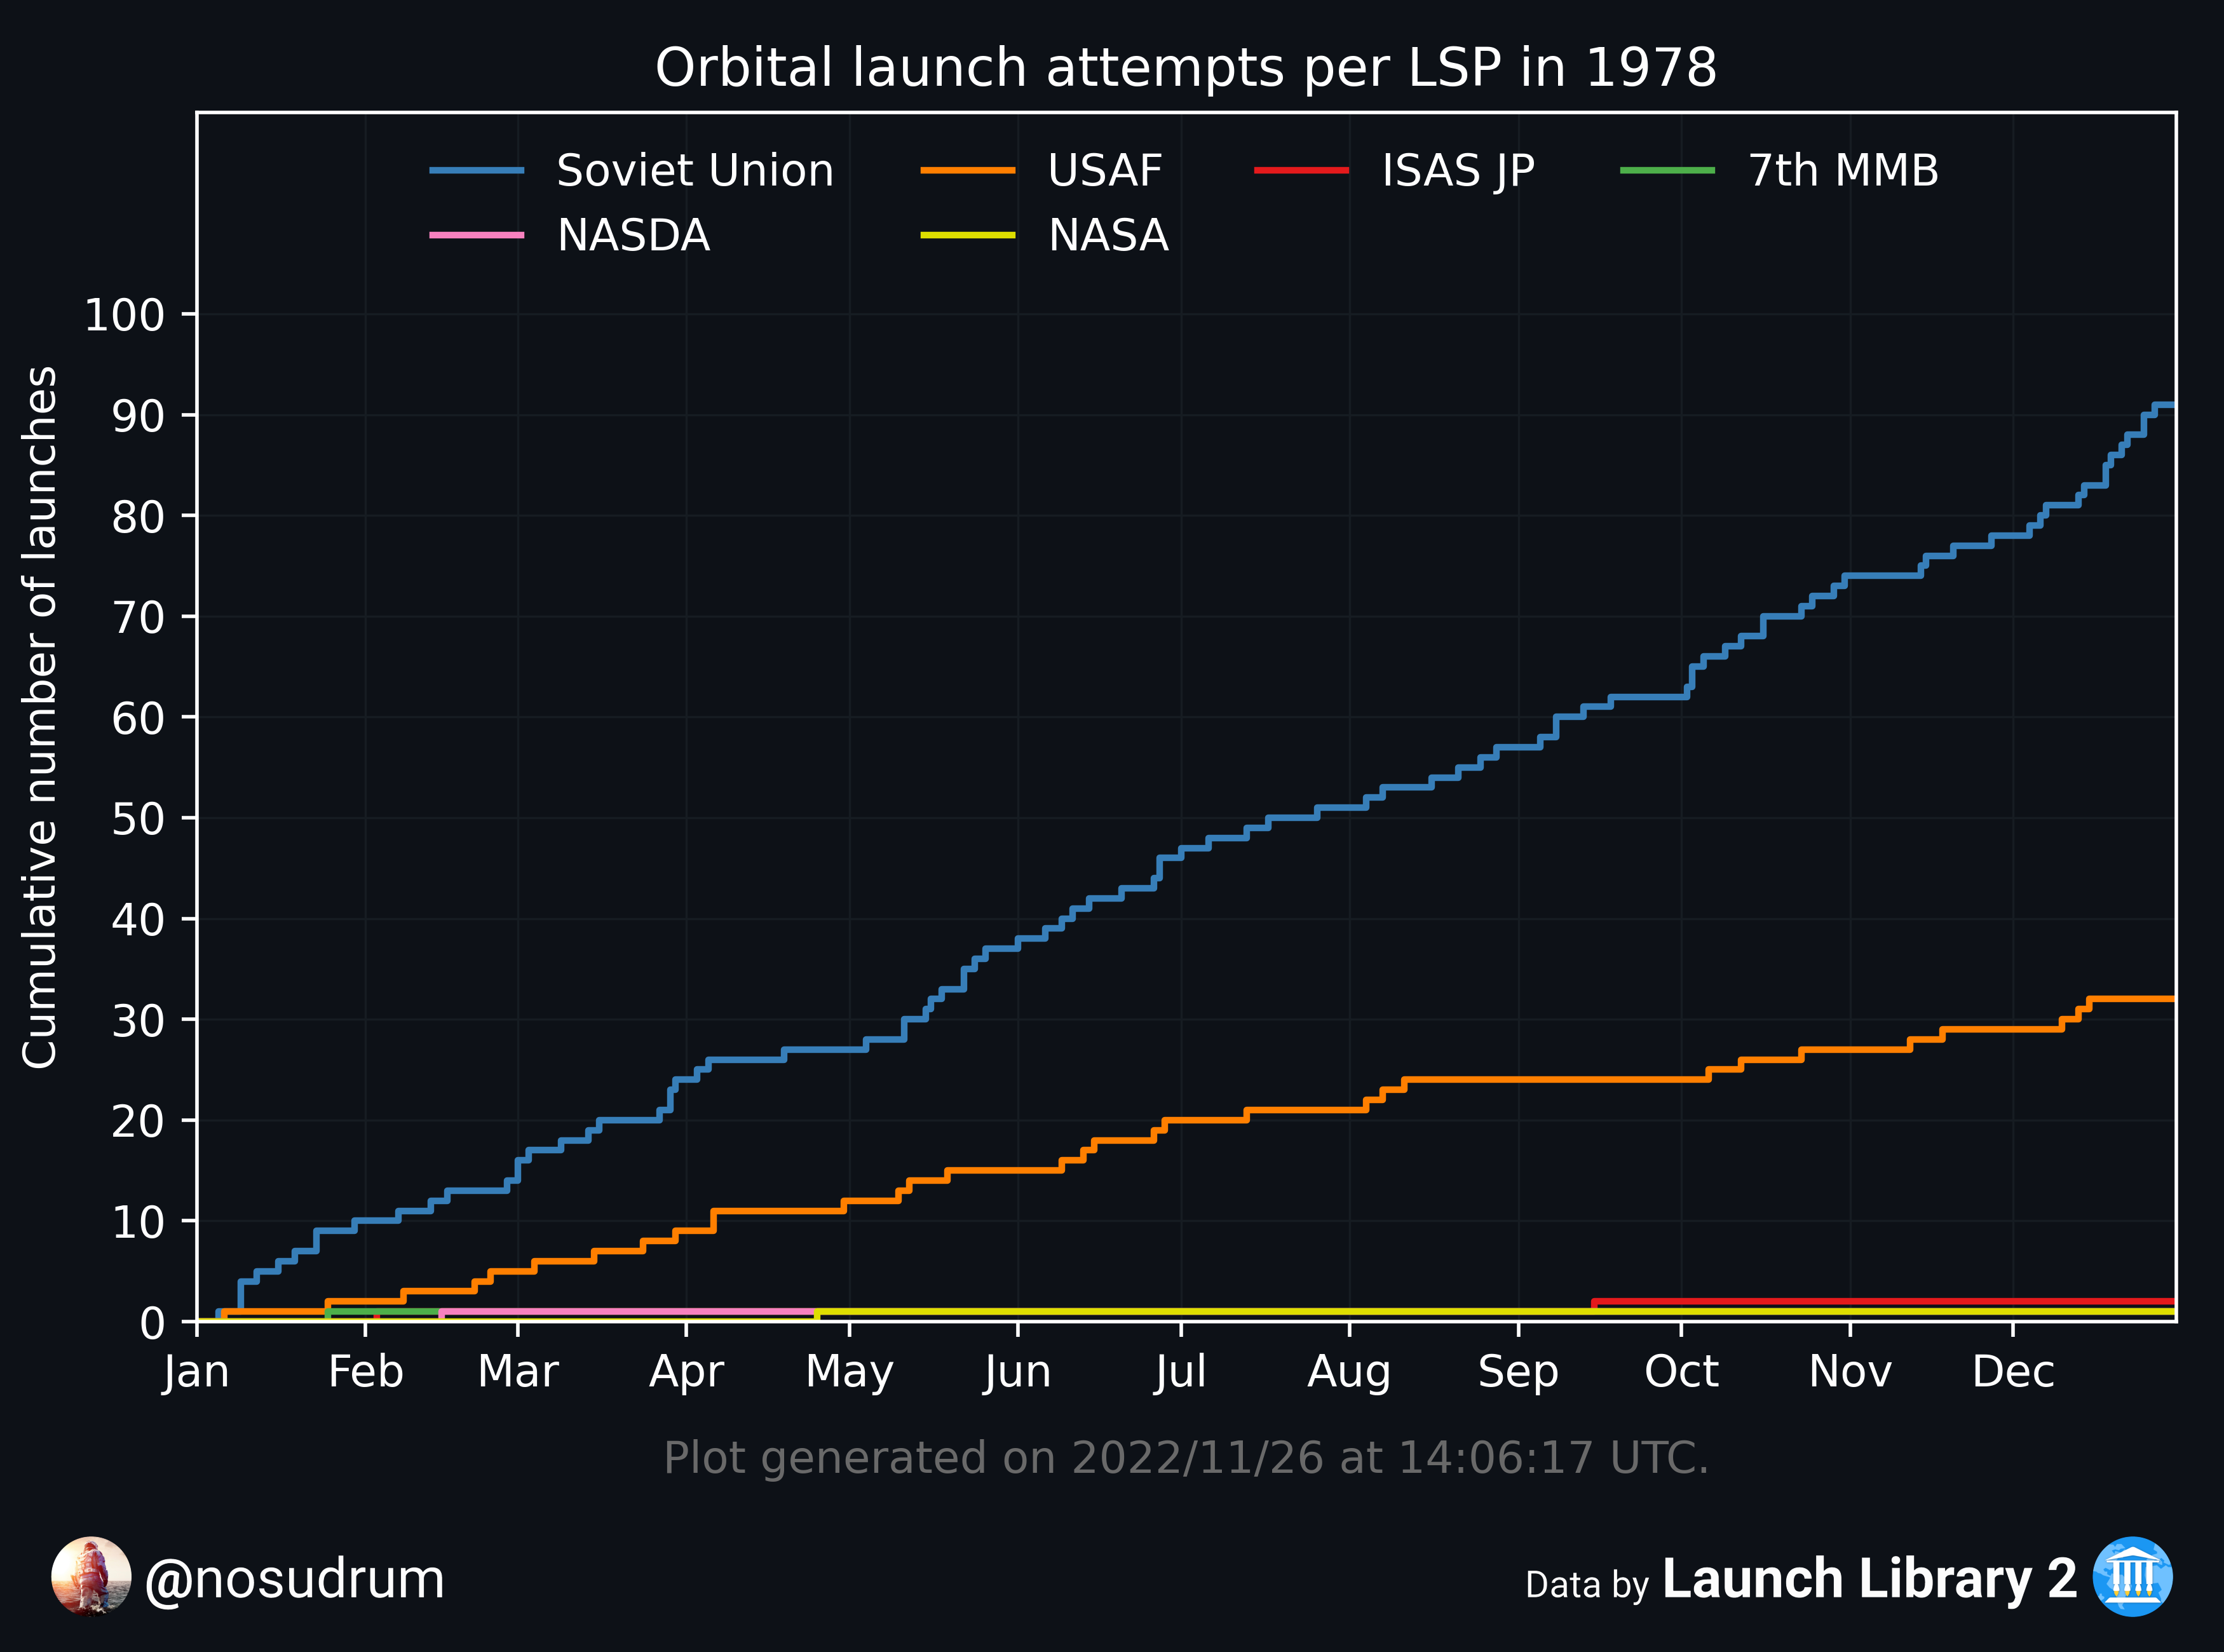 Orbital launch attempts per LSP in 1978
Soviet Union USAF ISAS JP 7th MMB
NASDA NASA
Cumulative number of launches
100
90
80
70
60
50
40
30
20
10
0
Jan Feb Mar Apr May Jun Jul Aug Sep Oct Nov Dec
Plot generated on 2022/11/26 at 14:06:17 UTC.
@nosudrum
Data by Launch Library 2